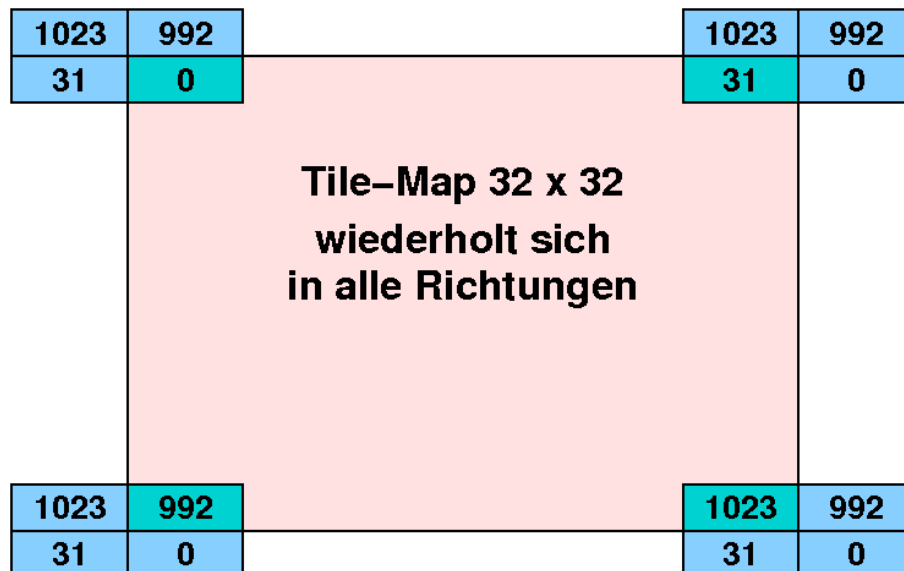 1023 992 1023 992
31 0 31 0
Tile–Map 32 x 32
wiederholt sich
in alle Richtungen
1023 992 1023 992
31 0 31 0